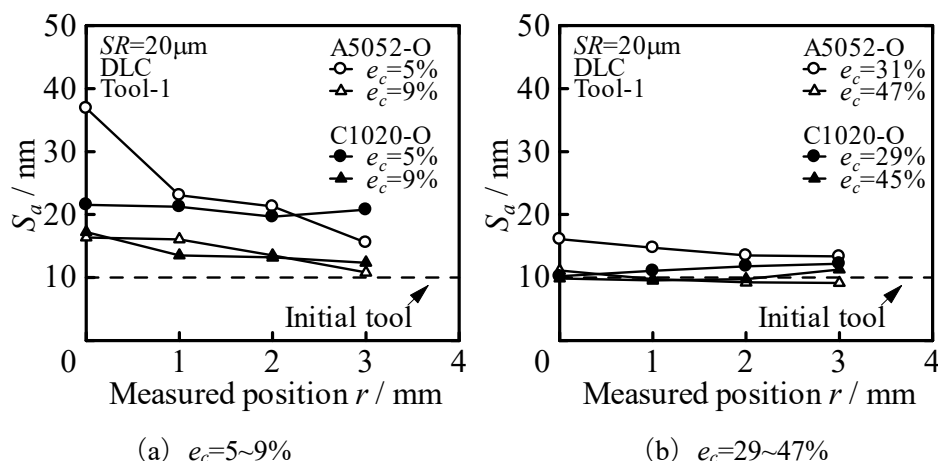 50
40
30
20
10
0
1
2
3
4
S_a / nm
Measured position r / mm
SR=20μm
DLC
Tool-1
A5052-O
e_c=5%
e_c=9%
C1020-O
e_c=5%
e_c=9%
Initial tool
(a) e_c=5~9%
50
40
30
20
10
0
1
2
3
4
S_a / nm
Measured position r / mm
SR=20μm
DLC
Tool-1
A5052-O
e_c=31%
e_c=47%
C1020-O
e_c=29%
e_c=45%
Initial tool
(b) e_c=29~47%